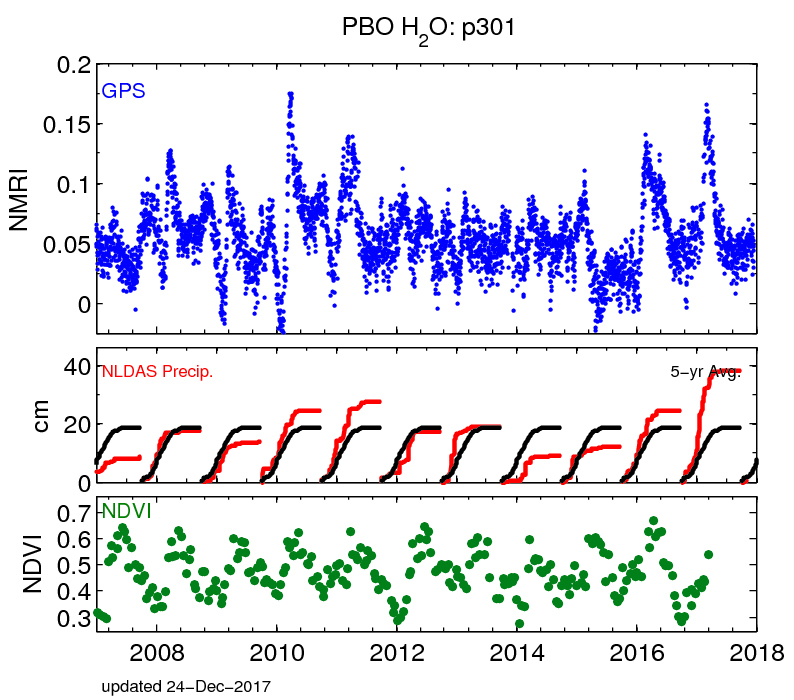 PBO H2O: p301
0.2
GPS
0.15
0.1
0.05
0
NMRI
40
NLDAS Precip.
5−yr Avg.
20
0
cm
0.7
NDVI
0.6
0.5
0.4
0.3
NDVI
2008 2010 2012 2014 2016 2018
updated 24−Dec−2017